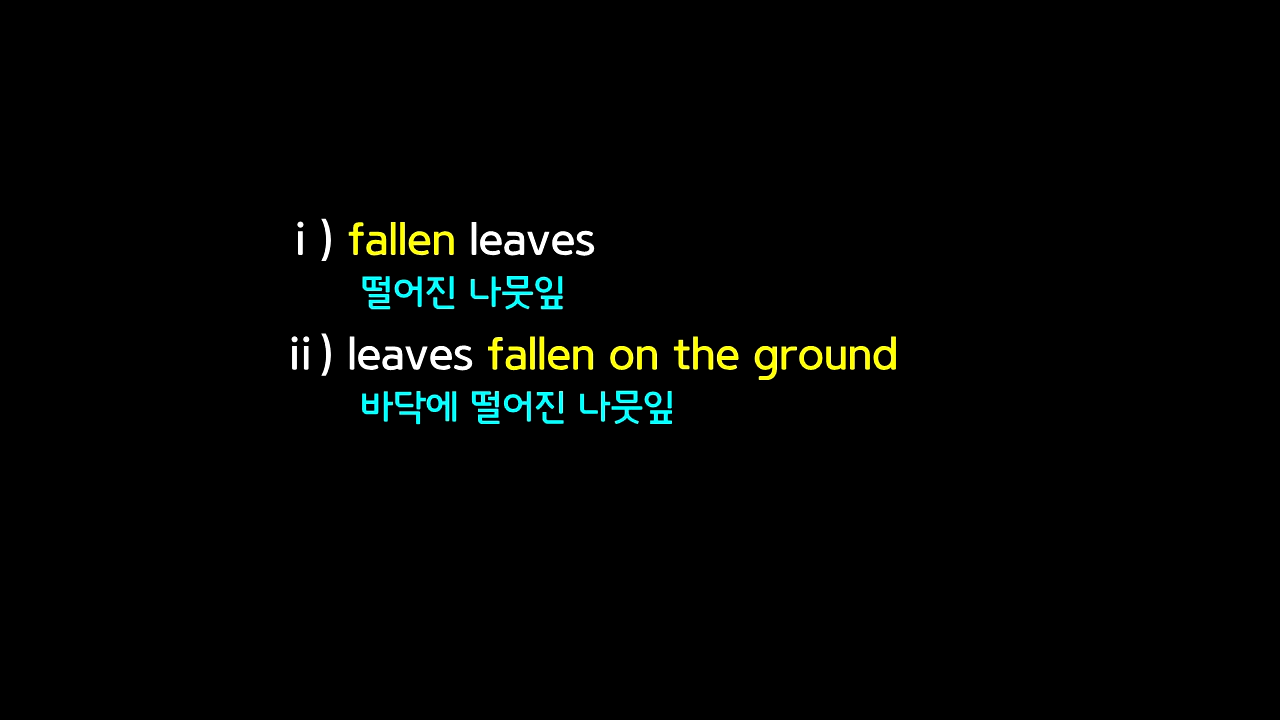 i ) fallen leaves
떨어진 나뭇잎
ii ) leaves fallen on the ground
바닥에 떨어진 나뭇잎